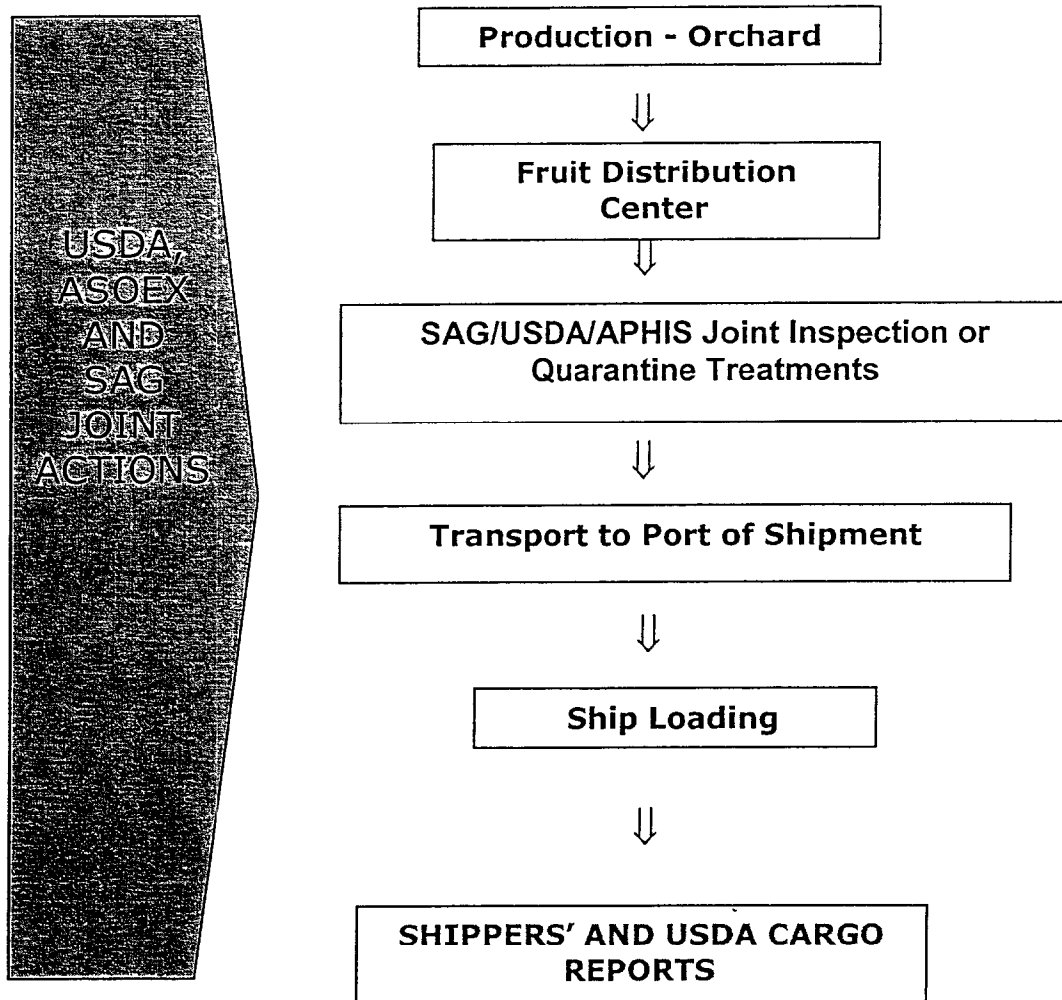 USDA,
ASOEX
AND
SAG
JOINT
ACTIONS
Production - Orchard
Fruit Distribution
Center
SAG/USDA/APHIS Joint Inspection or
Quarantine Treatments
Transport to Port of Shipment
Ship Loading
SHIPPERS' AND USDA CARGO
REPORTS